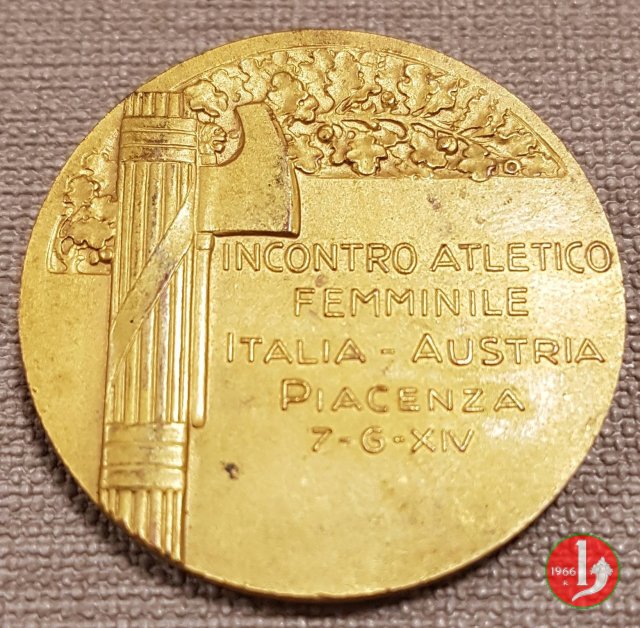 INCONTRO ATLETICO
FEMMINILE
ITALIA - AUSTRIA
PIACENZA
7-6-XIV
1966